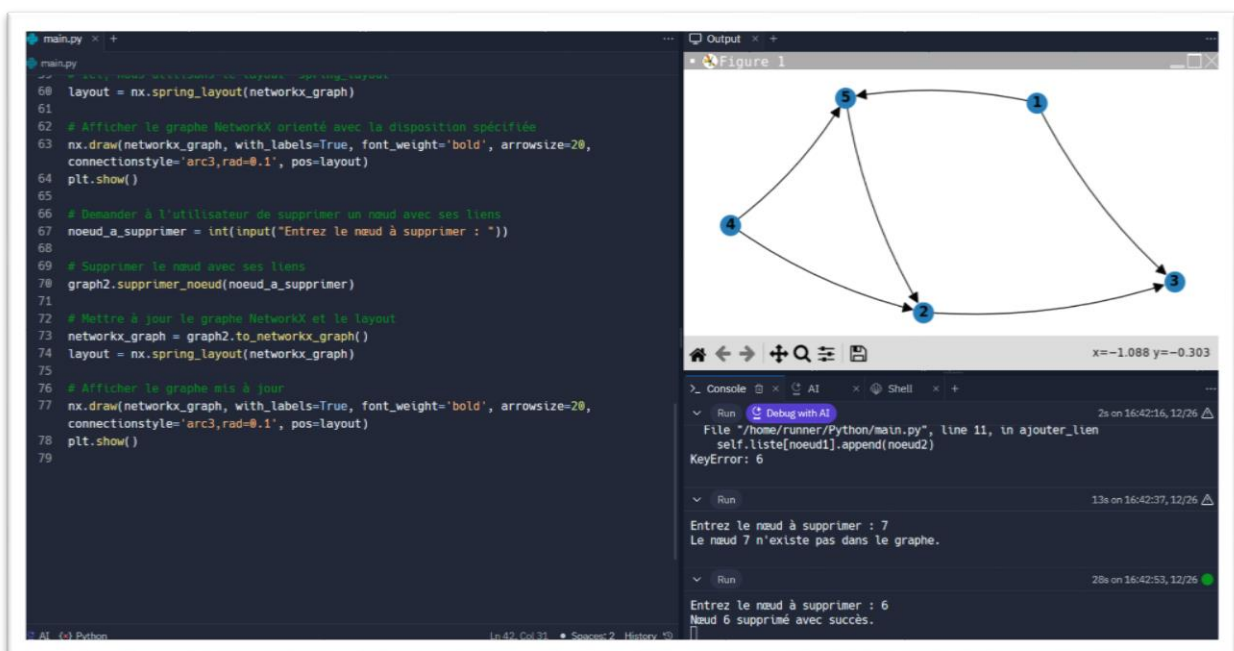 main.py × +
main.py
60 layout = nx.spring_layout(networkx_graph)
61
62 # Afficher le graphe NetworkX orienté avec la disposition spécifiée
63 nx.draw(networkx_graph, with_labels=True, font_weight='bold', arrowsize=20,
connectionstyle='arc3,rad=0.1', pos=layout)
64 plt.show()
65
66 # Demander à l'utilisateur de supprimer un nœud avec ses liens
67 noeud_a_supprimer = int(input("Entrez le nœud à supprimer : "))
68
69 # Supprimer le nœud avec ses liens
70 graph2.supprimer_noeud(noeud_a_supprimer)
71
72 # Mettre à jour le graphe NetworkX et le layout
73 networkx_graph = graph2.to_networkx_graph()
74 layout = nx.spring_layout(networkx_graph)
75
76 # Afficher le graphe mis à jour
77 nx.draw(networkx_graph, with_labels=True, font_weight='bold', arrowsize=20,
connectionstyle='arc3,rad=0.1', pos=layout)
78 plt.show()
79
AI {×} Python
Ln 42, Col 31 • Spaces: 2 History
Output × +
Figure 1
5
1
4
3
2
x=−1.088 y=−0.303
>_ Console × AI × Shell × +
Run Debug with AI 2s on 16:42:16, 12/26
File "/home/runner/Python/main.py", line 11, in ajouter_lien
self.liste[noeud1].append(noeud2)
KeyError: 6
Run 13s on 16:42:37, 12/26
Entrez le nœud à supprimer : 7
Le nœud 7 n'existe pas dans le graphe.
Run 28s on 16:42:53, 12/26
Entrez le nœud à supprimer : 6
Nœud 6 supprimé avec succès.